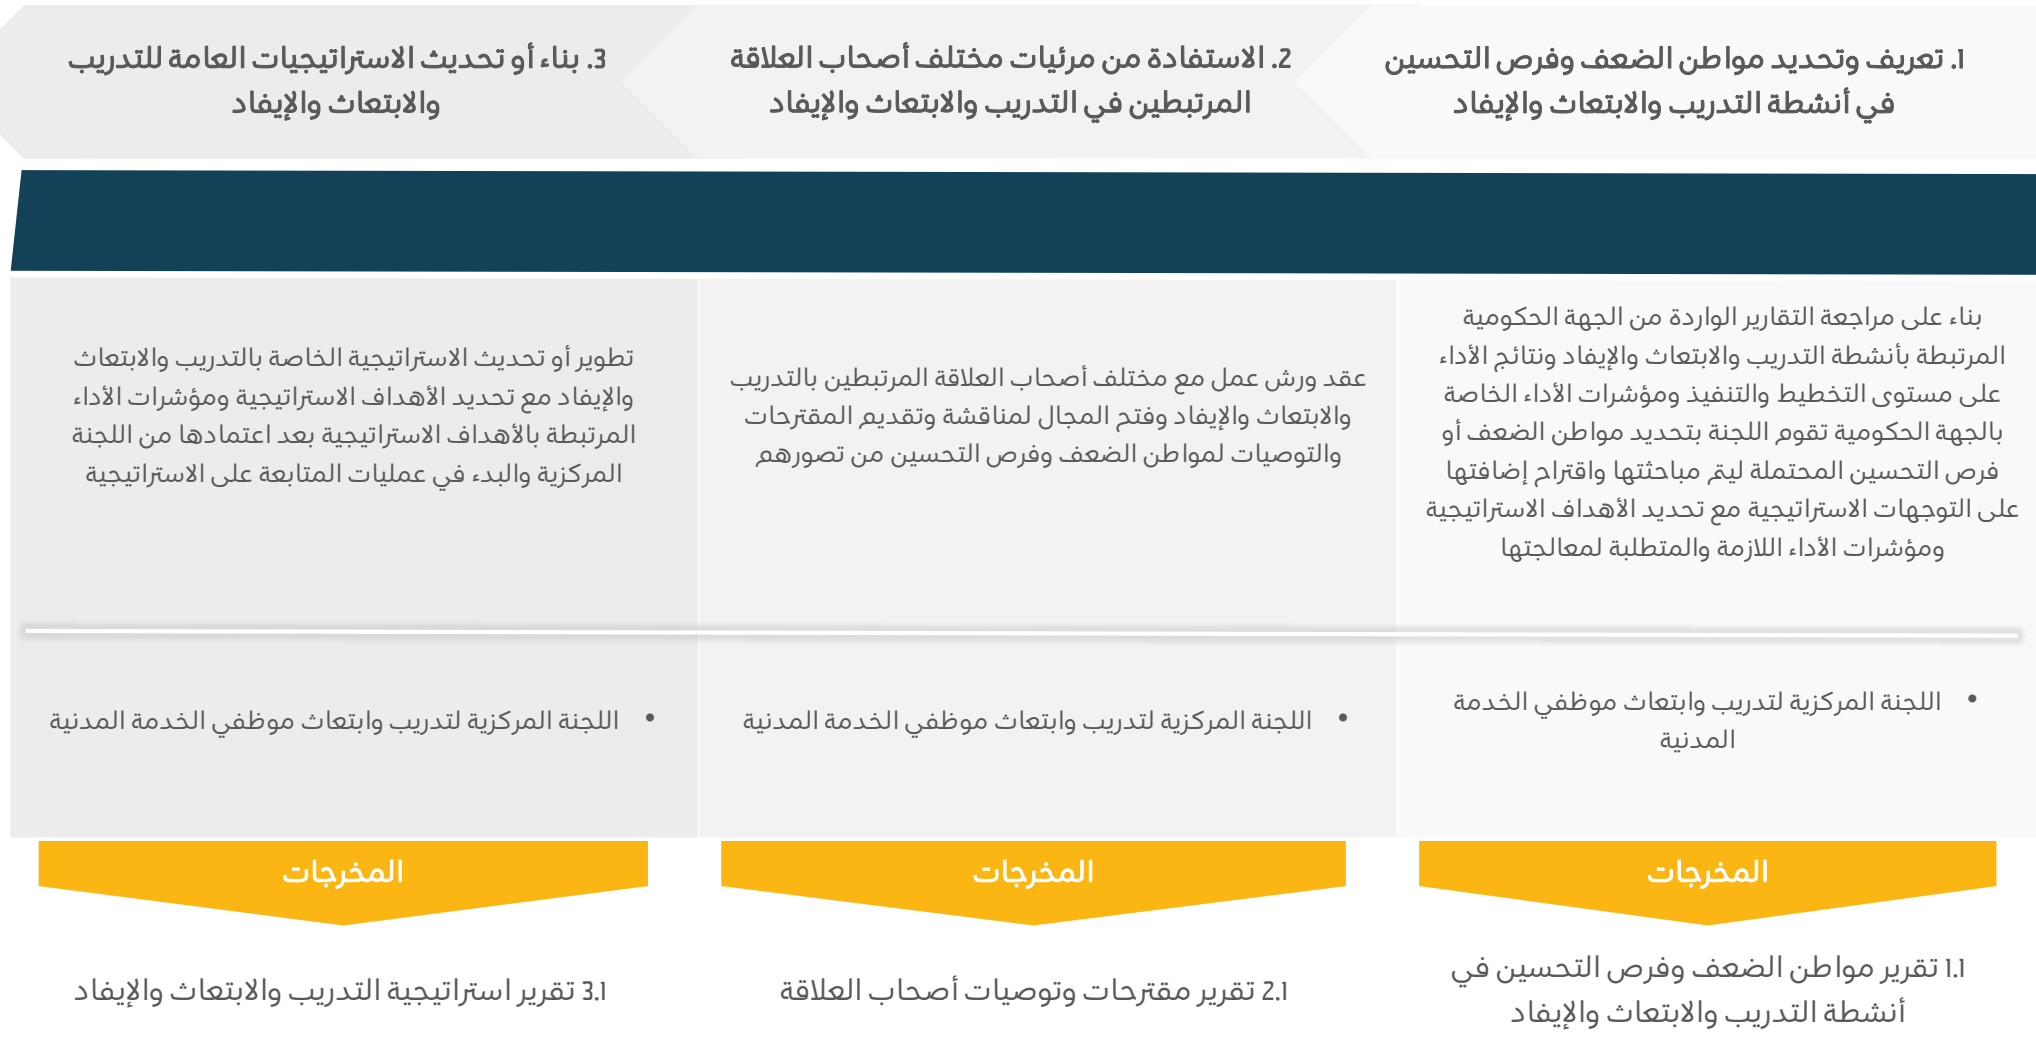 1. تعريف وتحديد مواطن الضعف وفرص التحسين
في أنشطة التدريب والابتعاث والإيفاد
2. الاستفادة من مرئيات مختلف أصحاب العلاقة
المرتبطين في التدريب والابتعاث والإيفاد
3. بناء أو تحديث الاستراتيجيات العامة للتدريب
والابتعاث والإيفاد
بناء على مراجعة التقارير الواردة من الجهة الحكومية
المرتبطة بأنشطة التدريب والابتعاث والإيفاد ونتائج الأداء
على مستوى التخطيط والتنفيذ ومؤشرات الأداء الخاصة
بالجهة الحكومية تقوم اللجنة بتحديد مواطن الضعف أو
فرص التحسين المحتملة ليتم مباحثتها واقتراح إضافتها
على التوجهات الاستراتيجية مع تحديد الأهداف الاستراتيجية
ومؤشرات الأداء اللازمة والمتطلبة لمعالجتها
عقد ورش عمل مع مختلف أصحاب العلاقة المرتبطين بالتدريب
والابتعاث والإيفاد وفتح المجال لمناقشة وتقديم المقترحات
والتوصيات لمواطن الضعف وفرص التحسين من تصورهم
تطوير أو تحديث الاستراتيجية الخاصة بالتدريب والابتعاث
والإيفاد مع تحديد الأهداف الاستراتيجية ومؤشرات الأداء
المرتبطة بالأهداف الاستراتيجية بعد اعتمادها من اللجنة
المركزية والبدء في عمليات المتابعة على الاستراتيجية
• اللجنة المركزية لتدريب وابتعاث موظفي الخدمة
المدنية
• اللجنة المركزية لتدريب وابتعاث موظفي الخدمة المدنية
• اللجنة المركزية لتدريب وابتعاث موظفي الخدمة المدنية
المخرجات
المخرجات
المخرجات
1.1 تقرير مواطن الضعف وفرص التحسين في
أنشطة التدريب والابتعاث والإيفاد
2.1 تقرير مقترحات وتوصيات أصحاب العلاقة
3.1 تقرير استراتيجية التدريب والابتعاث والإيفاد